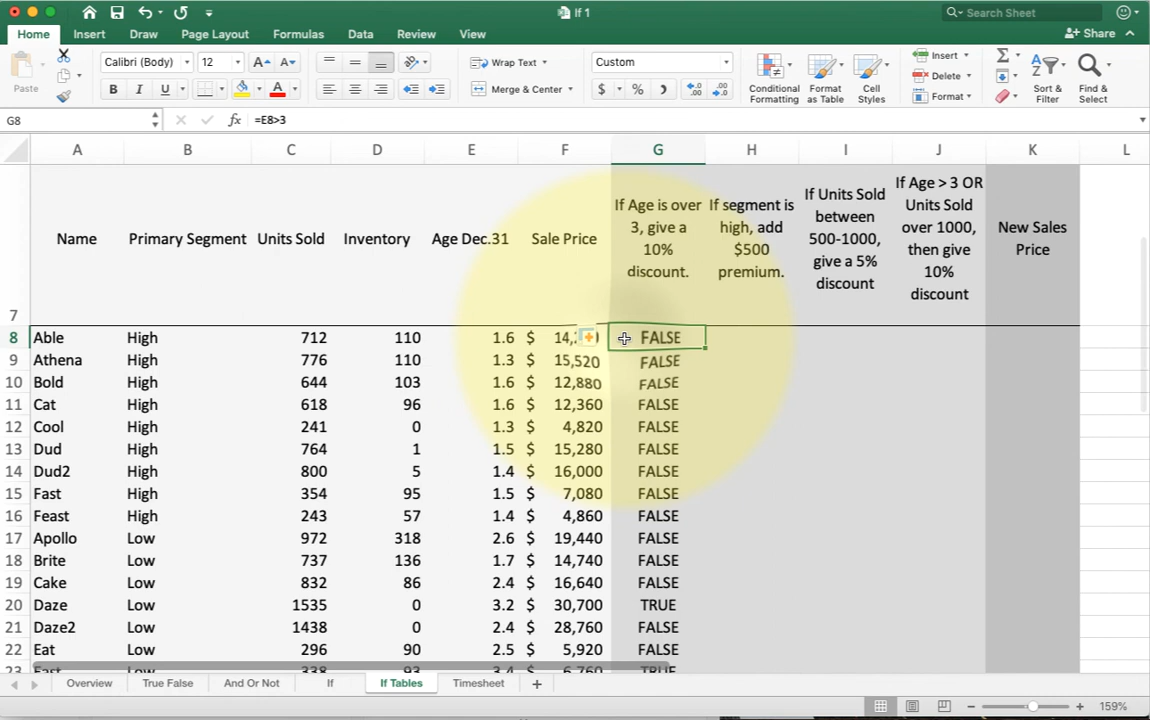 If 1
Search Sheet
Home Insert Draw Page Layout Formulas Data Review View
Share
Paste
Calibri (Body) 12
B I U
Wrap Text
Merge & Center
Custom
$ % )
Conditional Formatting
Format as Table
Cell Styles
Insert
Delete
Format
Sort & Filter
Find & Select
G8 fx =E8>3
A B C D E F G H I J K L
7 Name Primary Segment Units Sold Inventory Age Dec.31 Sale Price
If Age is over 3, give a 10% discount.
If segment is high, add $500 premium.
If Units Sold between 500-1000, give a 5% discount
If Age > 3 OR Units Sold over 1000, then give 10% discount
New Sales Price
8 Able High 712 110 1.6 $ FALSE
9 Athena High 776 1.3 $ 15,520 FALSE
10 Bold High 644 103 1.6 $ 12,880 FALSE
11 Cat High 618 96 1.6 $ 12,360 FALSE
12 Cool High 241 0 1.3 $ 4,820 FALSE
13 Dud High 764 1 1.5 $ 15,280 FALSE
14 Dud2 High 800 5 1.4 $ 16,000 FALSE
15 Fast High 354 95 1.5 $ 7,080 FALSE
16 Feast High 243 57 1.4 $ 4,860 FALSE
17 Apollo Low 972 318 2.6 $ 19,440 FALSE
18 Brite Low 737 136 1.7 $ 14,740 FALSE
19 Cake Low 832 86 2.4 $ 16,640 FALSE
20 Daze Low 1535 0 3.2 $ 30,700 TRUE
21 Daze2 Low 1438 0 2.4 $ 28,760 FALSE
22 Eat Low 296 90 2.5 $ 5,920 FALSE
23 Fast Low 338 93 3.4 $ 6,760 TRUE
Overview True False And Or Not If If Tables Timesheet +
159%